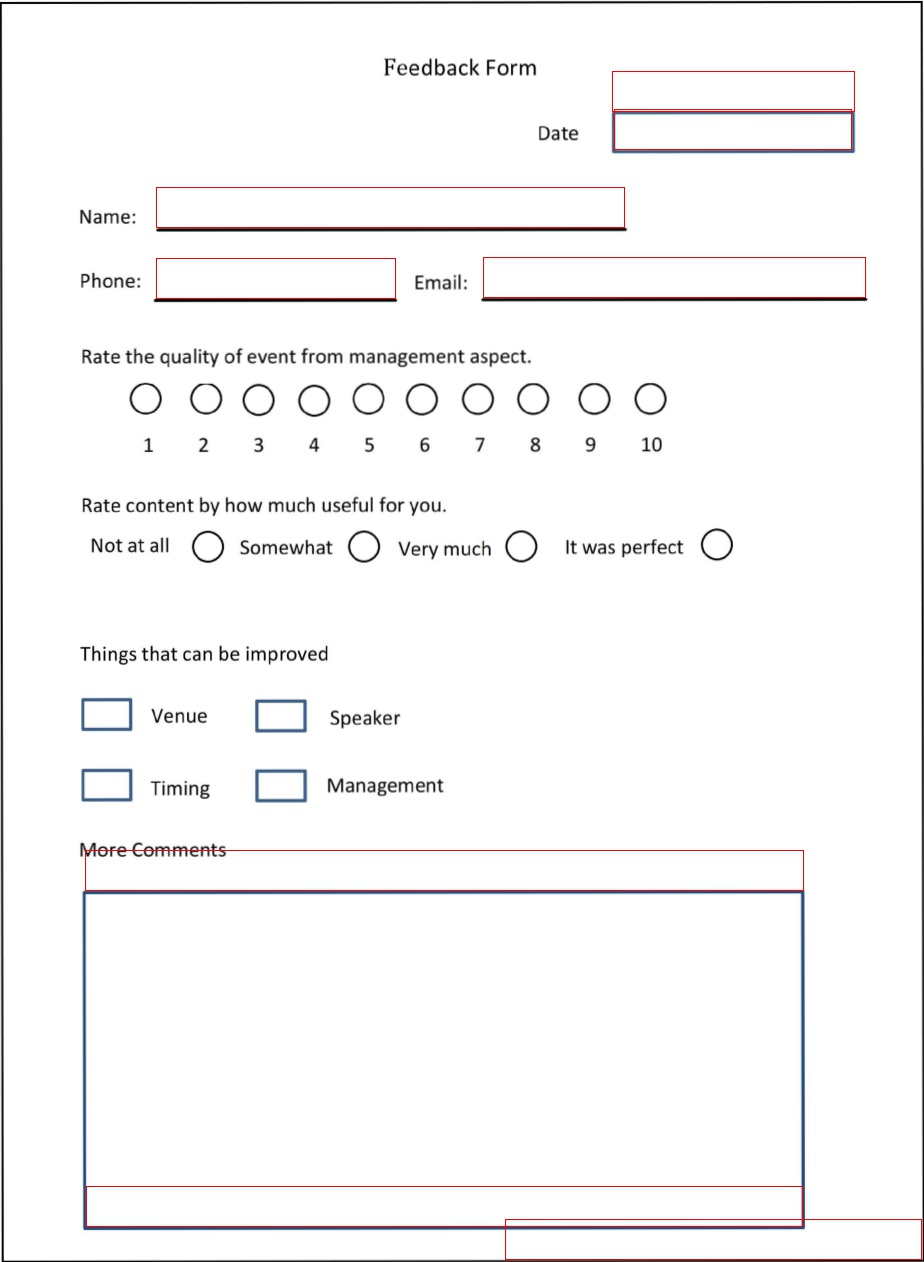 Feedback Form
Date
Name:
Phone: Email:
Rate the quality of event from management aspect.
1 2 3 4 5 6 7 8 9 10
Rate content by how much useful for you.
Not at all Somewhat Very much It was perfect
Things that can be improved
Venue Speaker
Timing Management
More Comments